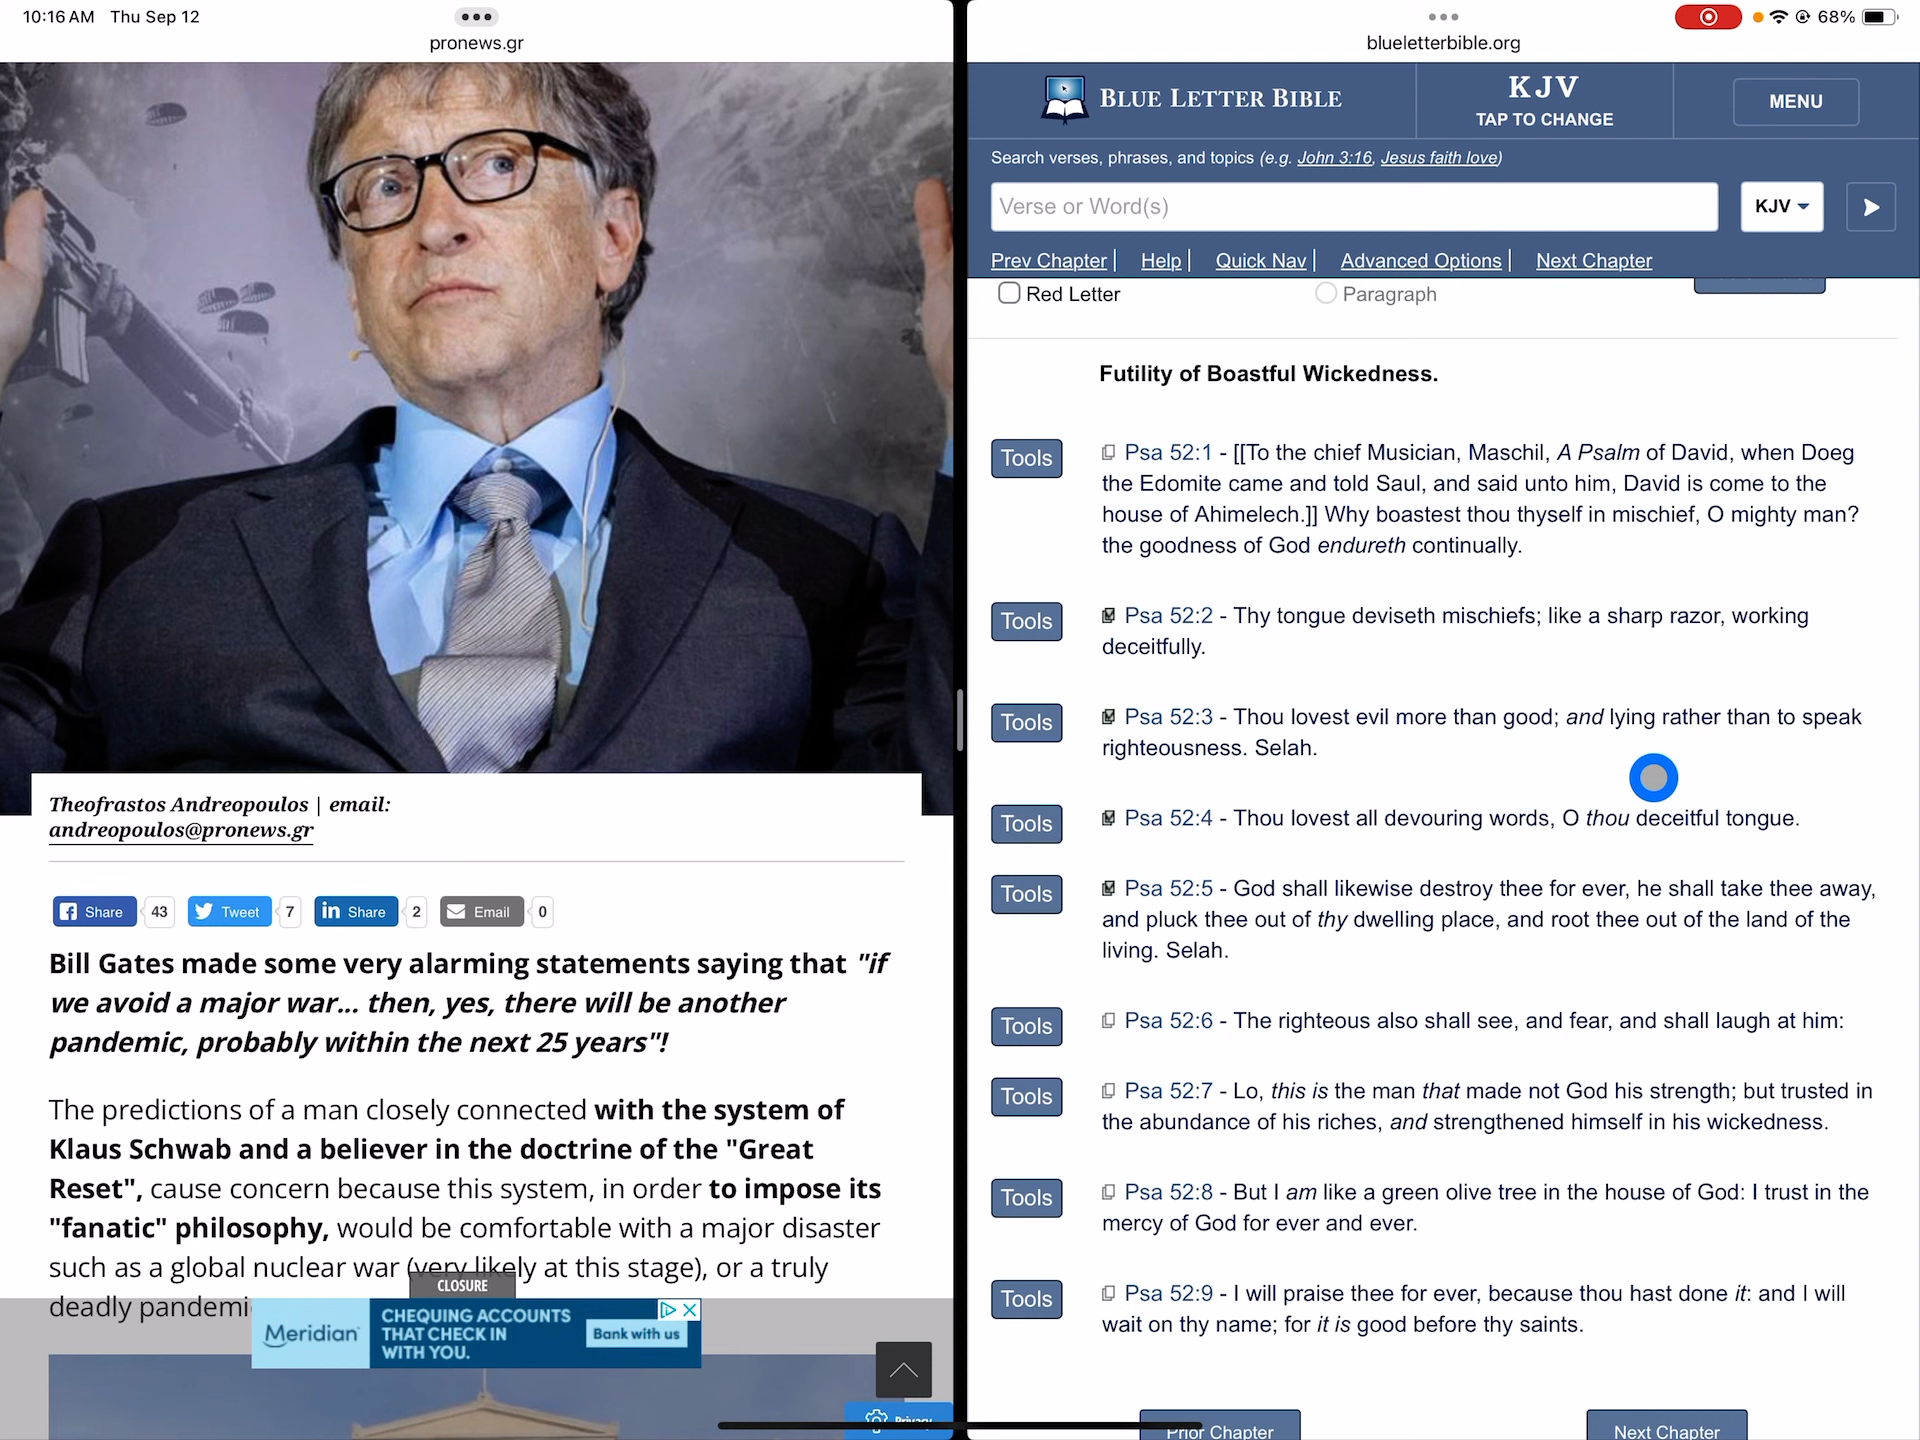 10:16 AM Thu Sep 12
pronews.gr
Theofrastos Andreopoulos | email:
andreopoulos@pronews.gr
Share 43 Tweet 7 Share 2 Email 0
Bill Gates made some very alarming statements saying that "if
we avoid a major war... then, yes, there will be another
pandemic, probably within the next 25 years"!
The predictions of a man closely connected with the system of
Klaus Schwab and a believer in the doctrine of the "Great
Reset", cause concern because this system, in order to impose its
"fanatic" philosophy, would be comfortable with a major disaster
such as a global nuclear war (very likely at this stage), or a truly
deadly pandemi
CLOSURE
Meridian
CHEQUING ACCOUNTS
THAT CHECK IN
WITH YOU.
Bank with us
Privacy
68%
blueletterbible.org
BLUE LETTER BIBLE
KJV
TAP TO CHANGE
MENU
Search verses, phrases, and topics (e.g. John 3:16, Jesus faith love)
Verse or Word(s)
KJV
Prev Chapter | Help | Quick Nav | Advanced Options | Next Chapter
Red Letter Paragraph
Futility of Boastful Wickedness.
Tools Psa 52:1 - [[To the chief Musician, Maschil, A Psalm of David, when Doeg
the Edomite came and told Saul, and said unto him, David is come to the
house of Ahimelech.]] Why boastest thou thyself in mischief, O mighty man?
the goodness of God endureth continually.
Tools Psa 52:2 - Thy tongue deviseth mischiefs; like a sharp razor, working
deceitfully.
Tools Psa 52:3 - Thou lovest evil more than good; and lying rather than to speak
righteousness. Selah.
Tools Psa 52:4 - Thou lovest all devouring words, O thou deceitful tongue.
Tools Psa 52:5 - God shall likewise destroy thee for ever, he shall take thee away,
and pluck thee out of thy dwelling place, and root thee out of the land of the
living. Selah.
Tools Psa 52:6 - The righteous also shall see, and fear, and shall laugh at him:
Tools Psa 52:7 - Lo, this is the man that made not God his strength; but trusted in
the abundance of his riches, and strengthened himself in his wickedness.
Tools Psa 52:8 - But I am like a green olive tree in the house of God: I trust in the
mercy of God for ever and ever.
Tools Psa 52:9 - I will praise thee for ever, because thou hast done it: and I will
wait on thy name; for it is good before thy saints.
Prior Chapter Next Chapter